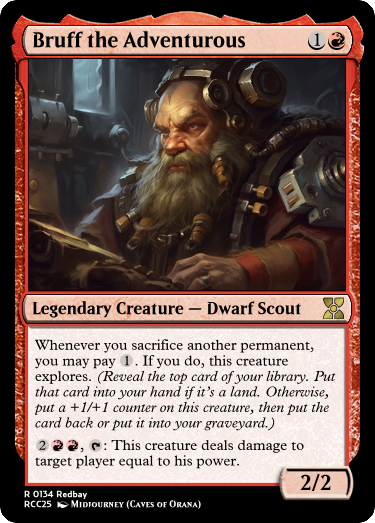 Bruff the Adventurous 1
Legendary Creature — Dwarf Scout
Whenever you sacrifice another permanent,
you may pay 1. If you do, this creature
explores. (Reveal the top card of your library. Put
that card into your hand if it's a land. Otherwise,
put a +1/+1 counter on this creature, then put the
card back or put it into your graveyard.)
2, : This creature deals damage to
target player equal to his power.
2/2
R 0134 Redbay
RCC25 Midjourney (Caves of Orana)